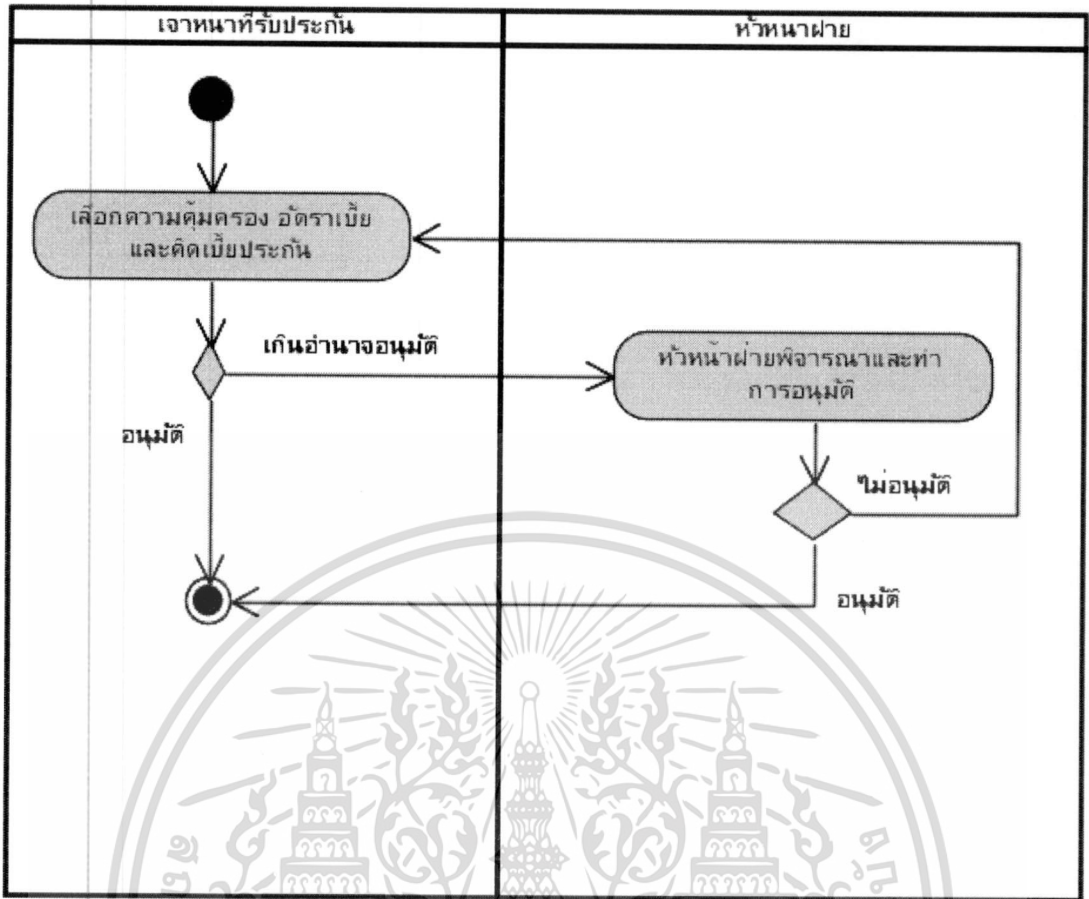 เจ้าหน้าที่รับประกัน
หัวหน้าฝ่าย
เลือกความคุ้มครอง อัตราเบี้ย
และคิดเบี้ยประกัน
เกินอำนาจอนุมัติ
หัวหน้าฝ่ายพิจารณาและทำ
การอนุมัติ
อนุมัติ
ไม่อนุมัติ
อนุมัติ